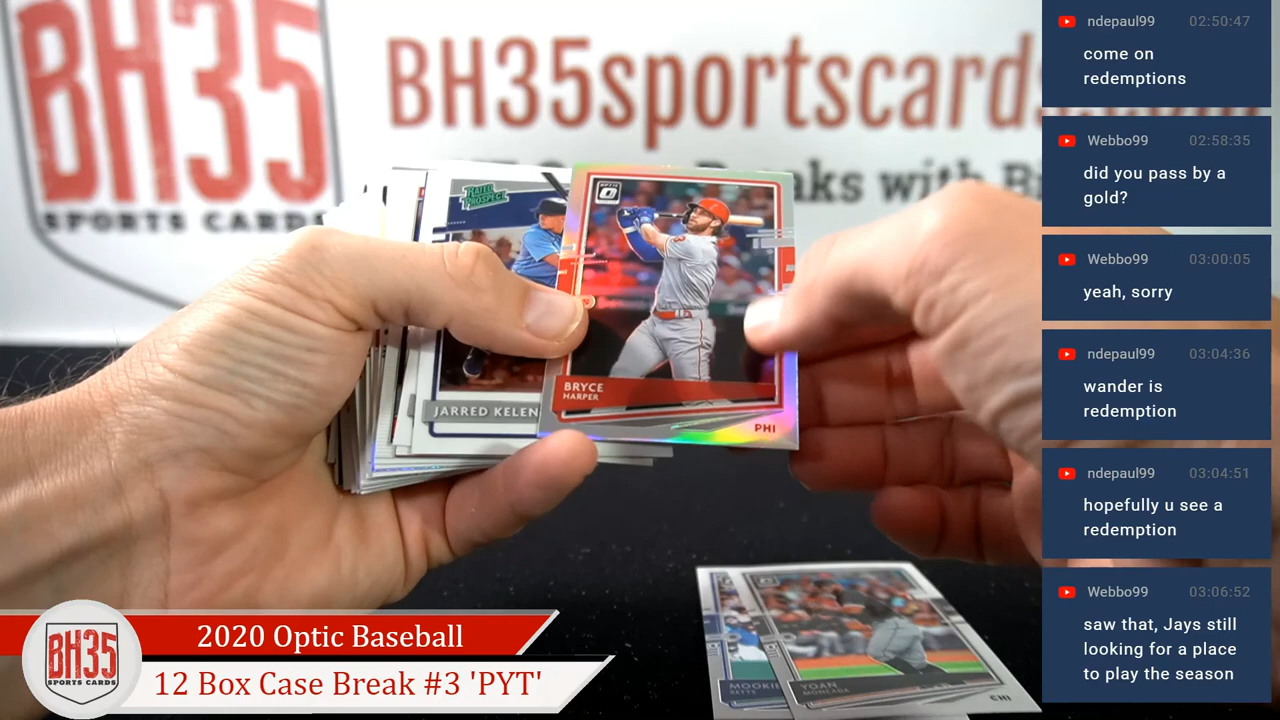 BH35
SPORTS CARDS
BH35sportscards
aks with
OPTIC
RATED
PROSPECT
JARRED KELEN
BRYCE
HARPER
PHI
MOOKIE
BETTS
YOAN
MONCADA
CHI
BH35
SPORTS CARDS
2020 Optic Baseball
12 Box Case Break #3 'PYT'
ndepaul99 02:50:47
come on
redemptions
Webbo99 02:58:35
did you pass by a
gold?
Webbo99 03:00:05
yeah, sorry
ndepaul99 03:04:36
wander is
redemption
ndepaul99 03:04:51
hopefully u see a
redemption
Webbo99 03:06:52
saw that, Jays still
looking for a place
to play the season